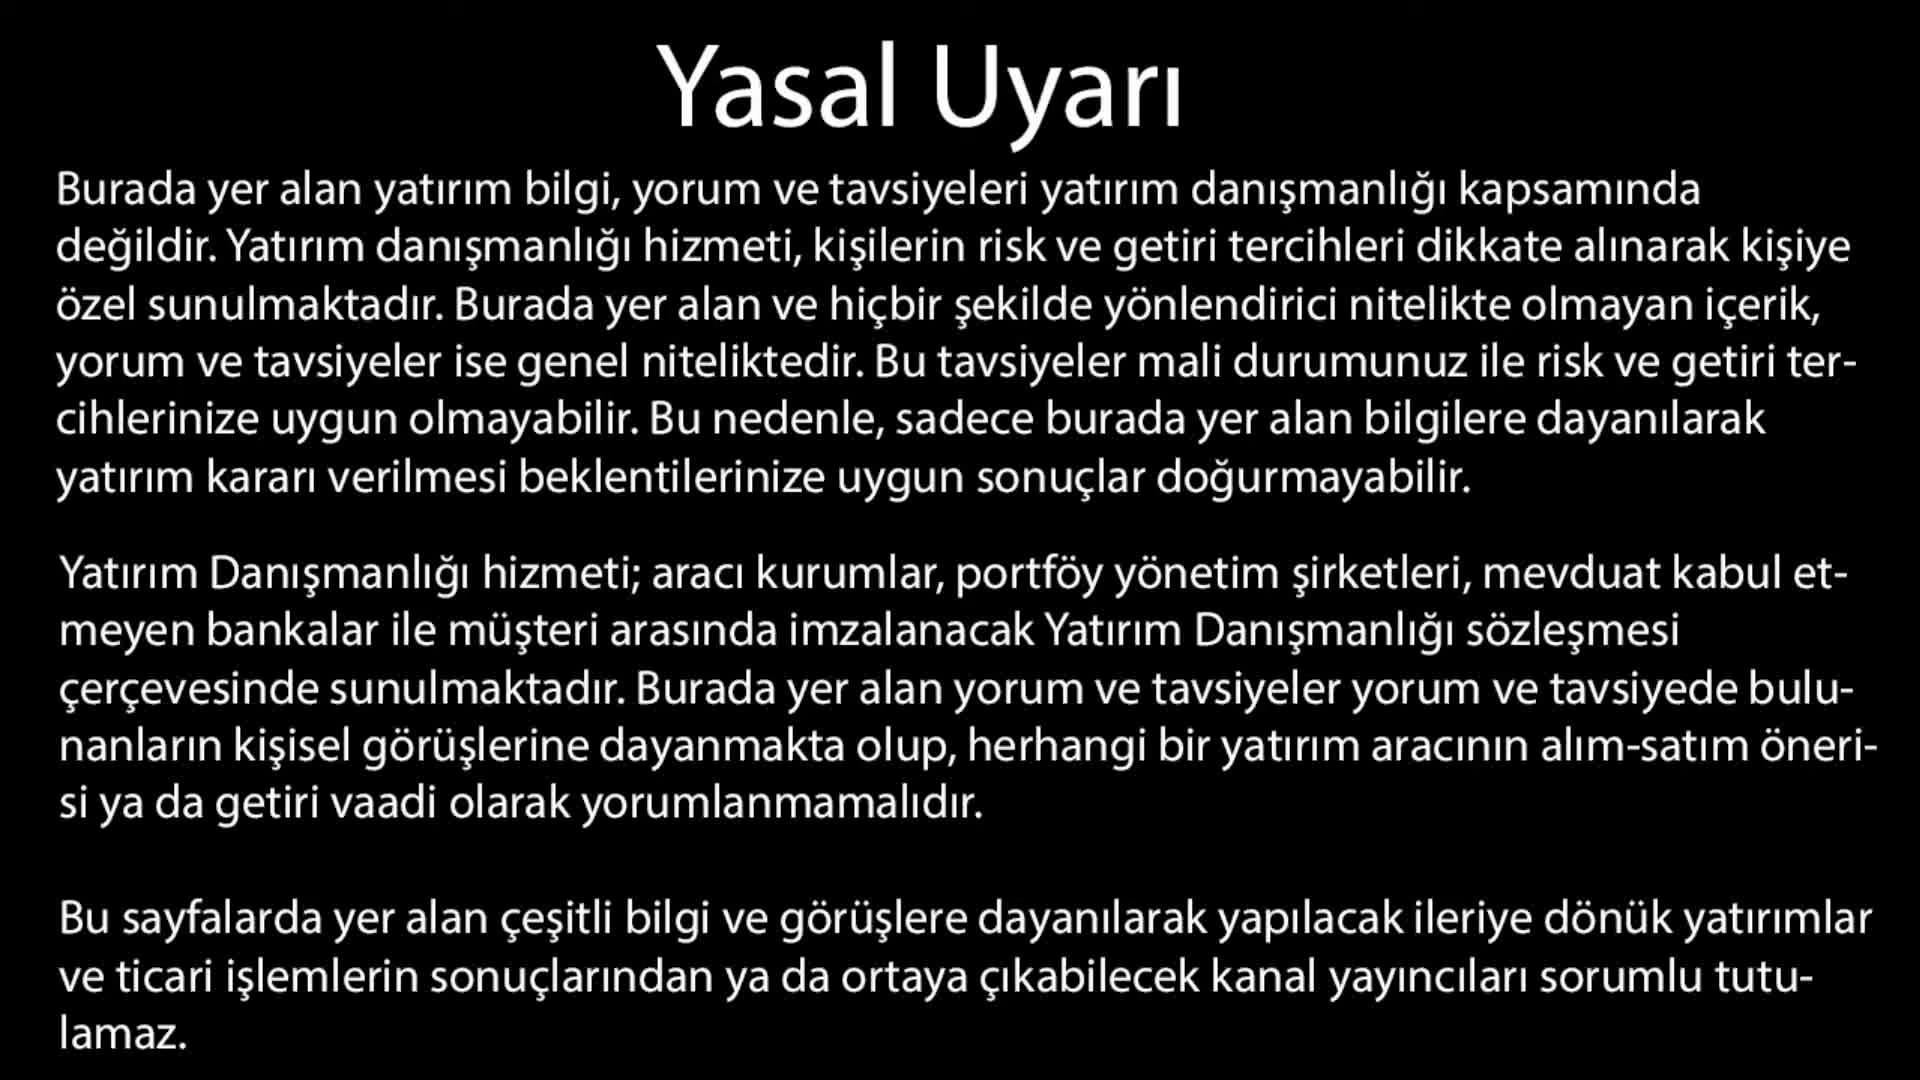 Yasal Uyarı
Burada yer alan yatırım bilgi, yorum ve tavsiyeleri yatırım danışmanlığı kapsamında
değildir. Yatırım danışmanlığı hizmeti, kişilerin risk ve getiri tercihleri dikkate alınarak kişiye
özel sunulmaktadır. Burada yer alan ve hiçbir şekilde yönlendirici nitelikte olmayan içerik,
yorum ve tavsiyeler ise genel niteliktedir. Bu tavsiyeler mali durumunuz ile risk ve getiri ter-
cihlerinize uygun olmayabilir. Bu nedenle, sadece burada yer alan bilgilere dayanılarak
yatırım kararı verilmesi beklentilerinize uygun sonuçlar doğurmayabilir.
Yatırım Danışmanlığı hizmeti; aracı kurumlar, portföy yönetim şirketleri, mevduat kabul et-
meyen bankalar ile müşteri arasında imzalanacak Yatırım Danışmanlığı sözleşmesi
çerçevesinde sunulmaktadır. Burada yer alan yorum ve tavsiyeler yorum ve tavsiyede bulu-
nanların kişisel görüşlerine dayanmakta olup, herhangi bir yatırım aracının alım-satım öneri-
si ya da getiri vaadi olarak yorumlanmamalıdır.
Bu sayfalarda yer alan çeşitli bilgi ve görüşlere dayanılarak yapılacak ileriye dönük yatırımlar
ve ticari işlemlerin sonuçlarından ya da ortaya çıkabilecek kanal yayıncıları sorumlu tutu-
lamaz.